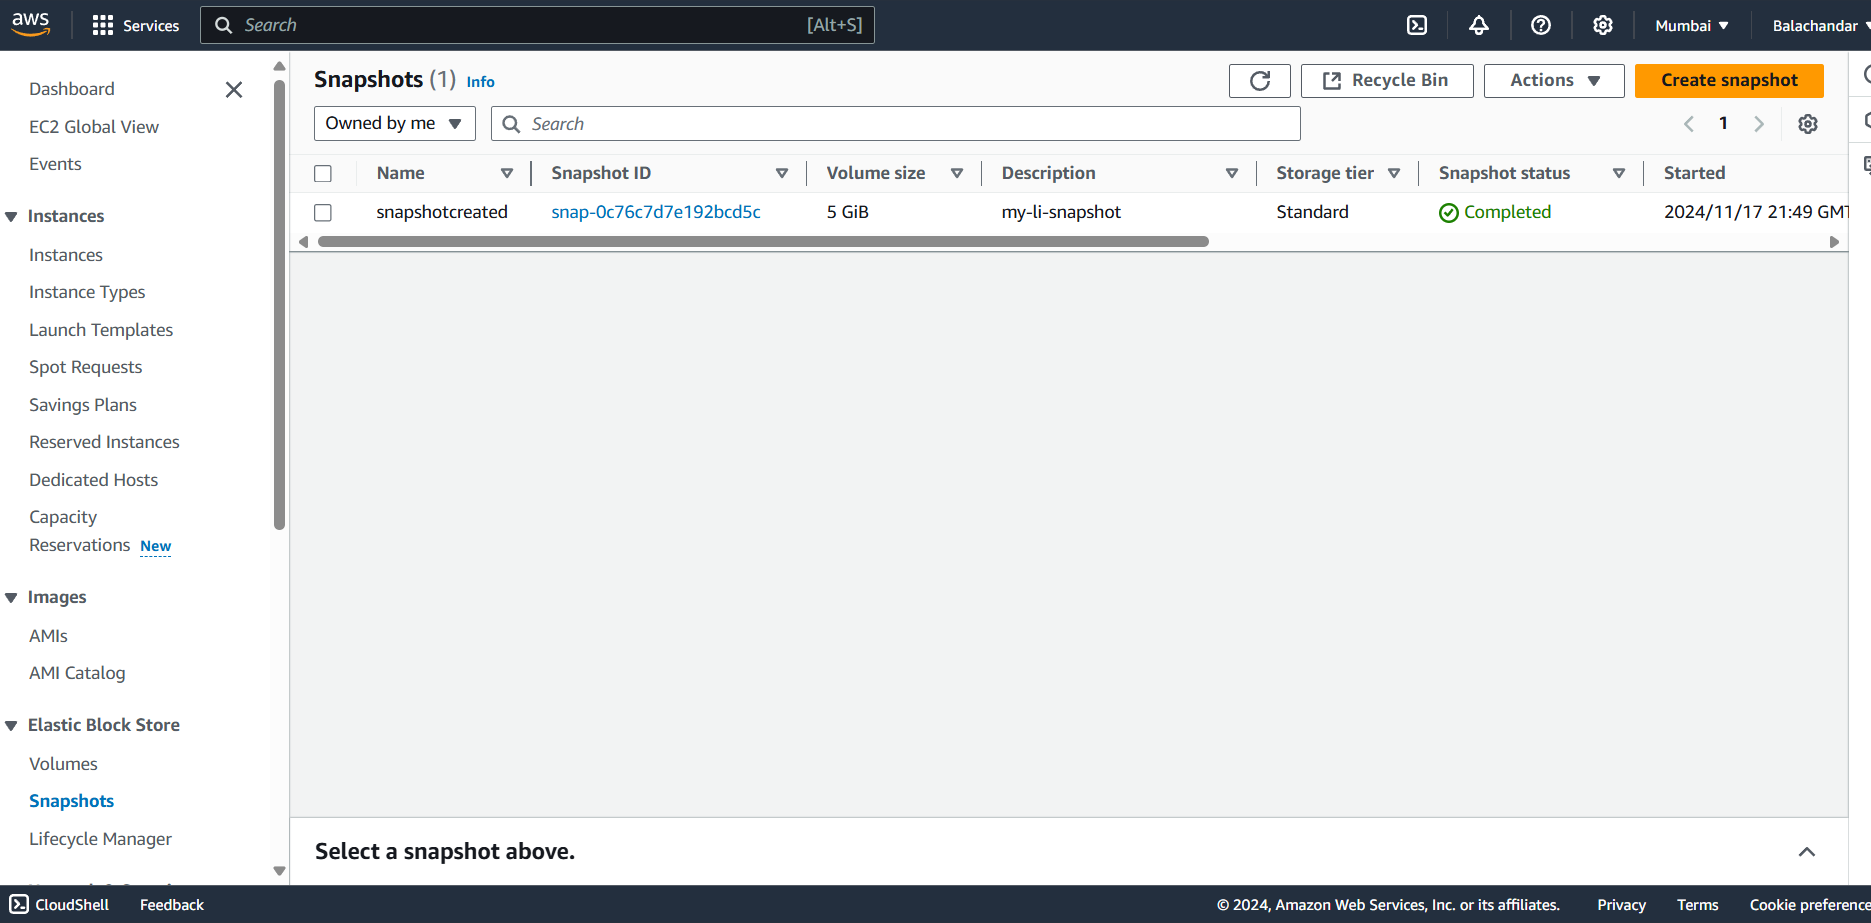 aws
Services
Search [Alt+S]
Mumbai
Balachandar
Dashboard
EC2 Global View
Events
Instances
Instances
Instance Types
Launch Templates
Spot Requests
Savings Plans
Reserved Instances
Dedicated Hosts
Capacity
Reservations New
Images
AMIs
AMI Catalog
Elastic Block Store
Volumes
Snapshots
Lifecycle Manager
Snapshots (1) Info
Recycle Bin
Actions
Create snapshot
Owned by me
Search
1
Name Snapshot ID Volume size Description Storage tier Snapshot status Started
snapshotcreated snap-0c76c7d7e192bcd5c 5 GiB my-li-snapshot Standard Completed 2024/11/17 21:49 GMT
Select a snapshot above.
CloudShell Feedback © 2024, Amazon Web Services, Inc. or its affiliates. Privacy Terms Cookie preference